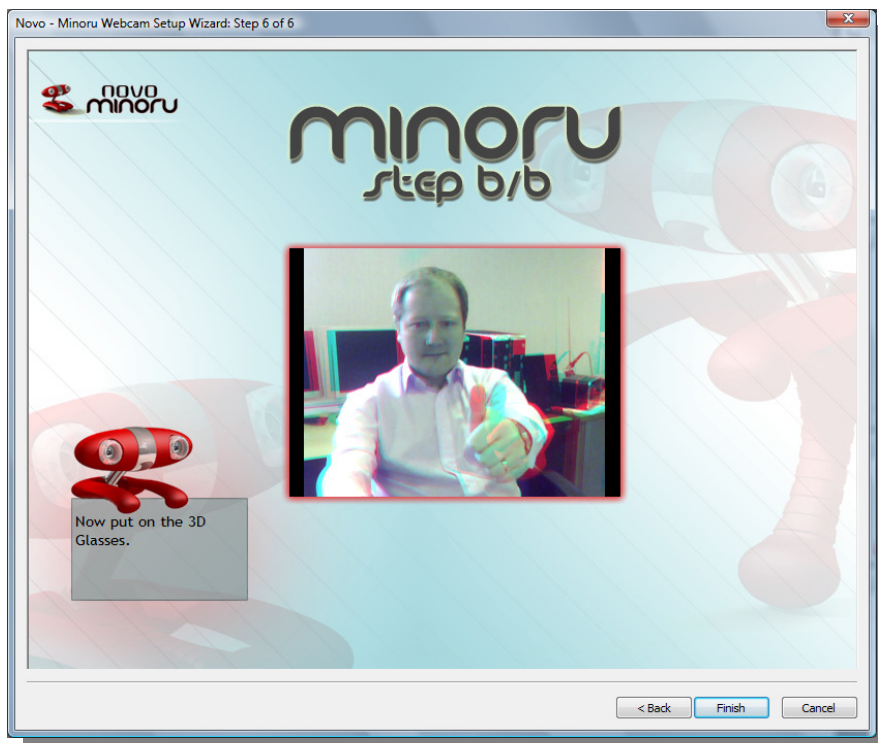 Novo - Minoru Webcam Setup Wizard: Step 6 of 6
novo
minoru
minoru
step 6/6
Now put on the 3D
Glasses.
< Back
Finish
Cancel